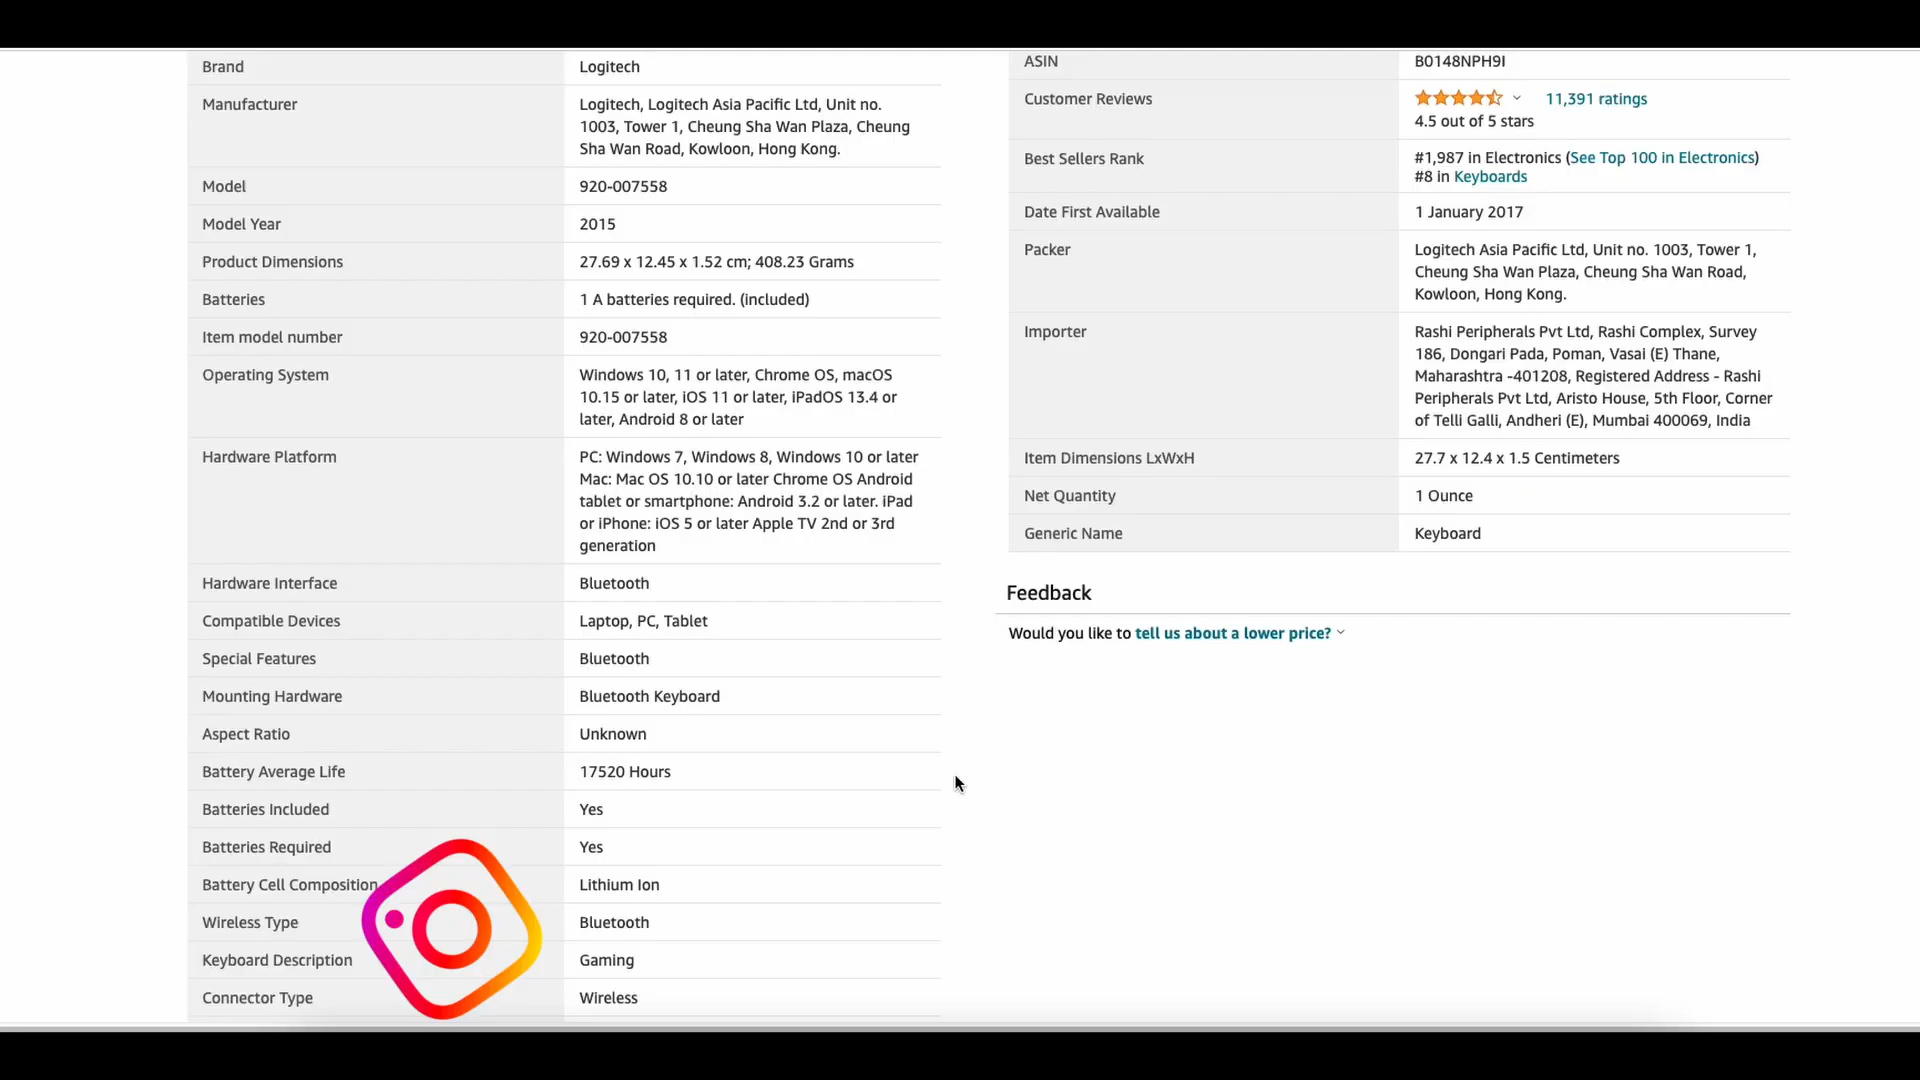 Brand
Logitech
Manufacturer
Logitech, Logitech Asia Pacific Ltd, Unit no.
1003, Tower 1, Cheung Sha Wan Plaza, Cheung
Sha Wan Road, Kowloon, Hong Kong.
Model
920-007558
Model Year
2015
Product Dimensions
27.69 x 12.45 x 1.52 cm; 408.23 Grams
Batteries
1 A batteries required. (included)
Item model number
920-007558
Operating System
Windows 10, 11 or later, Chrome OS, macOS
10.15 or later, iOS 11 or later, iPadOS 13.4 or
later, Android 8 or later
Hardware Platform
PC: Windows 7, Windows 8, Windows 10 or later
Mac: Mac OS 10.10 or later Chrome OS Android
tablet or smartphone: Android 3.2 or later. iPad
or iPhone: iOS 5 or later Apple TV 2nd or 3rd
generation
Hardware Interface
Bluetooth
Compatible Devices
Laptop, PC, Tablet
Special Features
Bluetooth
Mounting Hardware
Bluetooth Keyboard
Aspect Ratio
Unknown
Battery Average Life
17520 Hours
Batteries Included
Yes
Batteries Required
Yes
Battery Cell Composition
Lithium Ion
Wireless Type
Bluetooth
Keyboard Description
Gaming
Connector Type
Wireless
ASIN
B0148NPH9I
Customer Reviews
11,391 ratings
4.5 out of 5 stars
Best Sellers Rank
#1,987 in Electronics (See Top 100 in Electronics)
#8 in Keyboards
Date First Available
1 January 2017
Packer
Logitech Asia Pacific Ltd, Unit no. 1003, Tower 1,
Cheung Sha Wan Plaza, Cheung Sha Wan Road,
Kowloon, Hong Kong.
Importer
Rashi Peripherals Pvt Ltd, Rashi Complex, Survey
186, Dongari Pada, Poman, Vasai (E) Thane,
Maharashtra -401208, Registered Address - Rashi
Peripherals Pvt Ltd, Aristo House, 5th Floor, Corner
of Telli Galli, Andheri (E), Mumbai 400069, India
Item Dimensions LxWxH
27.7 x 12.4 x 1.5 Centimeters
Net Quantity
1 Ounce
Generic Name
Keyboard
Feedback
Would you like to tell us about a lower price?